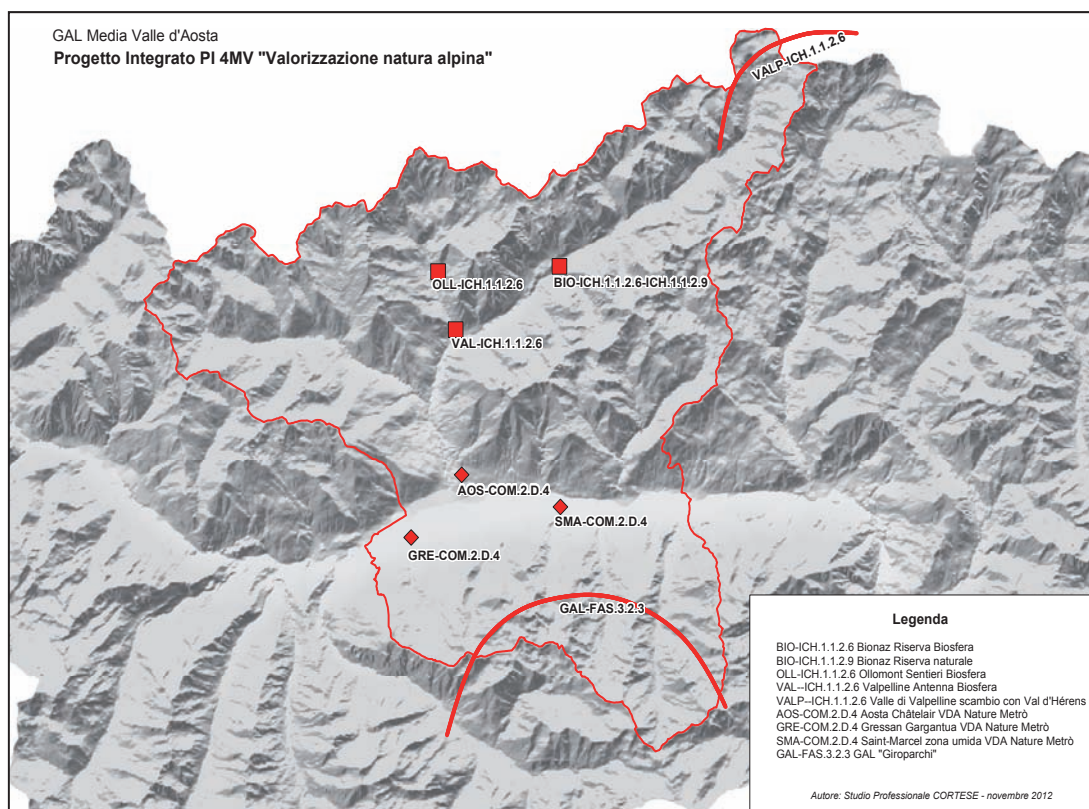 GAL Media Valle d'Aosta
Progetto Integrato PI 4MV "Valorizzazione natura alpina"
VALP-ICH.1.1.2.6
OLL-ICH.1.1.2.6
BIO-ICH.1.1.2.6-ICH.1.1.2.9
VAL-ICH.1.1.2.6
AOS-COM.2.D.4
SMA-COM.2.D.4
GRE-COM.2.D.4
GAL-FAS.3.2.3
Legenda
BIO-ICH.1.1.2.6 Bionaz Riserva Biosfera
BIO-ICH.1.1.2.9 Bionaz Riserva naturale
OLL-ICH.1.1.2.6 Ollomont Sentieri Biosfera
VAL--ICH.1.1.2.6 Valpelline Antenna Biosfera
VALP--ICH.1.1.2.6 Valle di Valpelline scambio con Val d'Hérens
AOS-COM.2.D.4 Aosta Châtelair VDA Nature Metrò
GRE-COM.2.D.4 Gressan Gargantua VDA Nature Metrò
SMA-COM.2.D.4 Saint-Marcel zona umida VDA Nature Metrò
GAL-FAS.3.2.3 GAL "Giroparchi"
Autore: Studio Professionale CORTESE - novembre 2012